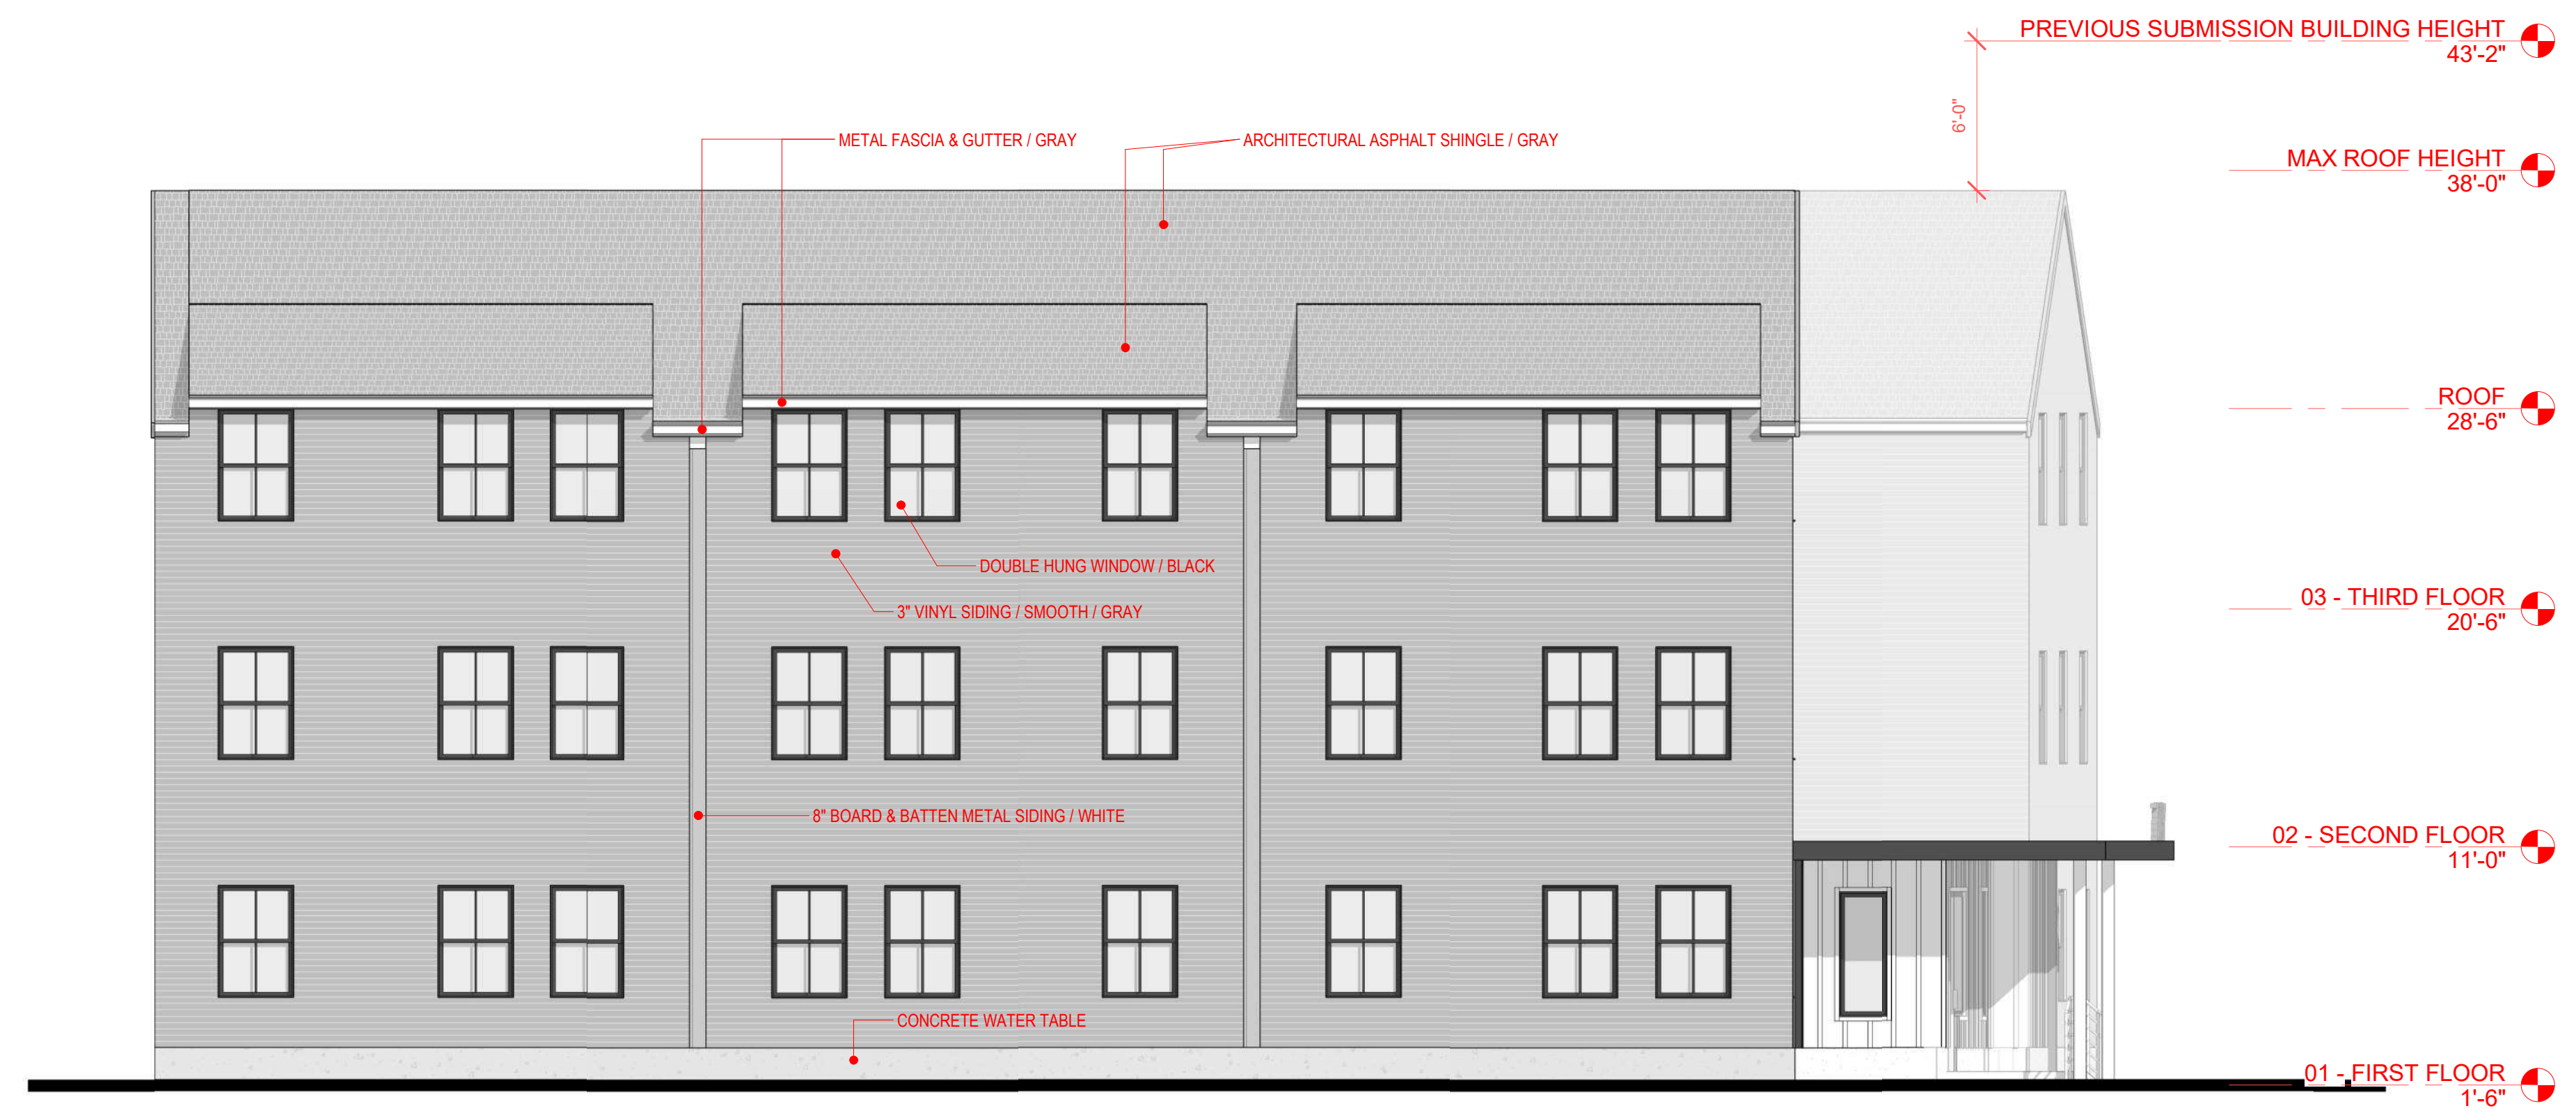 PREVIOUS SUBMISSION BUILDING HEIGHT
43'-2"
6'-0"
METAL FASCIA & GUTTER / GRAY
ARCHITECTURAL ASPHALT SHINGLE / GRAY
MAX ROOF HEIGHT
38'-0"
ROOF
28'-6"
DOUBLE HUNG WINDOW / BLACK
3" VINYL SIDING / SMOOTH / GRAY
03 - THIRD FLOOR
20'-6"
8" BOARD & BATTEN METAL SIDING / WHITE
02 - SECOND FLOOR
11'-0"
CONCRETE WATER TABLE
01 - FIRST FLOOR
1'-6"